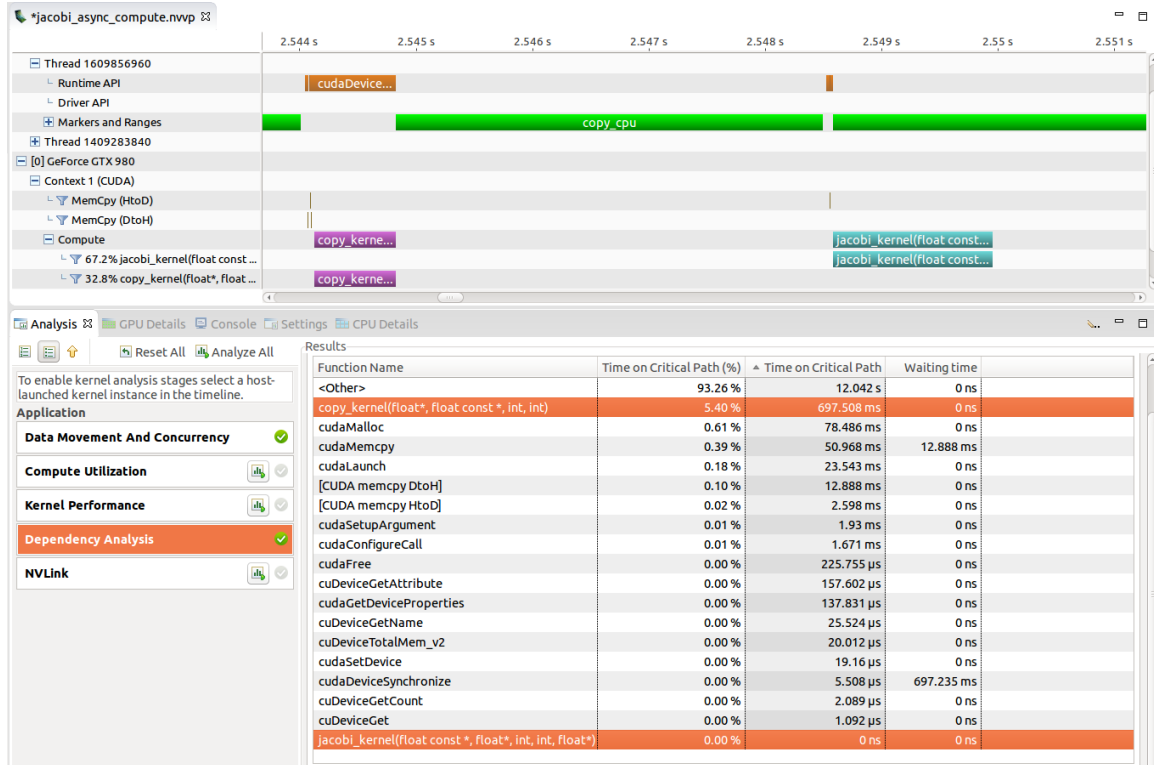 *jacobi_async_compute.nvvp
2.544 s 2.545 s 2.546 s 2.547 s 2.548 s 2.549 s 2.55 s 2.551 s
Thread 1609856960
Runtime API cudaDevice...
Driver API
Markers and Ranges copy_cpu
Thread 1409283840
[0] GeForce GTX 980
Context 1 (CUDA)
MemCpy (HtoD)
MemCpy (DtoH)
Compute copy_kerne... jacobi_kernel(float const...
67.2% jacobi_kernel(float const ... jacobi_kernel(float const...
32.8% copy_kernel(float*, float ... copy_kerne...
Analysis GPU Details Console Settings CPU Details
Reset All Analyze All
To enable kernel analysis stages select a host-
launched kernel instance in the timeline.
Application
Data Movement And Concurrency
Compute Utilization
Kernel Performance
Dependency Analysis
NVLink
Results
Function Name Time on Critical Path (%) Time on Critical Path Waiting time
<Other> 93.26 % 12.042 s 0 ns
copy_kernel(float*, float const *, int, int) 5.40 % 697.508 ms 0 ns
cudaMalloc 0.61 % 78.486 ms 0 ns
cudaMemcpy 0.39 % 50.968 ms 12.888 ms
cudaLaunch 0.18 % 23.543 ms 0 ns
[CUDA memcpy DtoH] 0.10 % 12.888 ms 0 ns
[CUDA memcpy HtoD] 0.02 % 2.598 ms 0 ns
cudaSetupArgument 0.01 % 1.93 ms 0 ns
cudaConfigureCall 0.01 % 1.671 ms 0 ns
cudaFree 0.00 % 225.755 µs 0 ns
cuDeviceGetAttribute 0.00 % 157.602 µs 0 ns
cudaGetDeviceProperties 0.00 % 137.831 µs 0 ns
cuDeviceGetName 0.00 % 25.524 µs 0 ns
cuDeviceTotalMem_v2 0.00 % 20.012 µs 0 ns
cudaSetDevice 0.00 % 19.16 µs 0 ns
cudaDeviceSynchronize 0.00 % 5.508 µs 697.235 ms
cuDeviceGetCount 0.00 % 2.089 µs 0 ns
cuDeviceGet 0.00 % 1.092 µs 0 ns
jacobi_kernel(float const *, float*, int, int, float*) 0.00 % 0 ns 0 ns